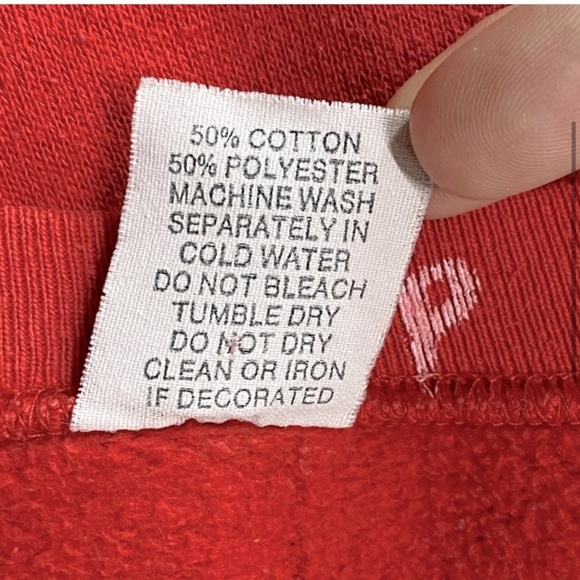 50% COTTON
50% POLYESTER
MACHINE WASH
SEPARATELY IN
COLD WATER
DO NOT BLEACH
TUMBLE DRY
DO NOT DRY
CLEAN OR IRON
IF DECORATED
P